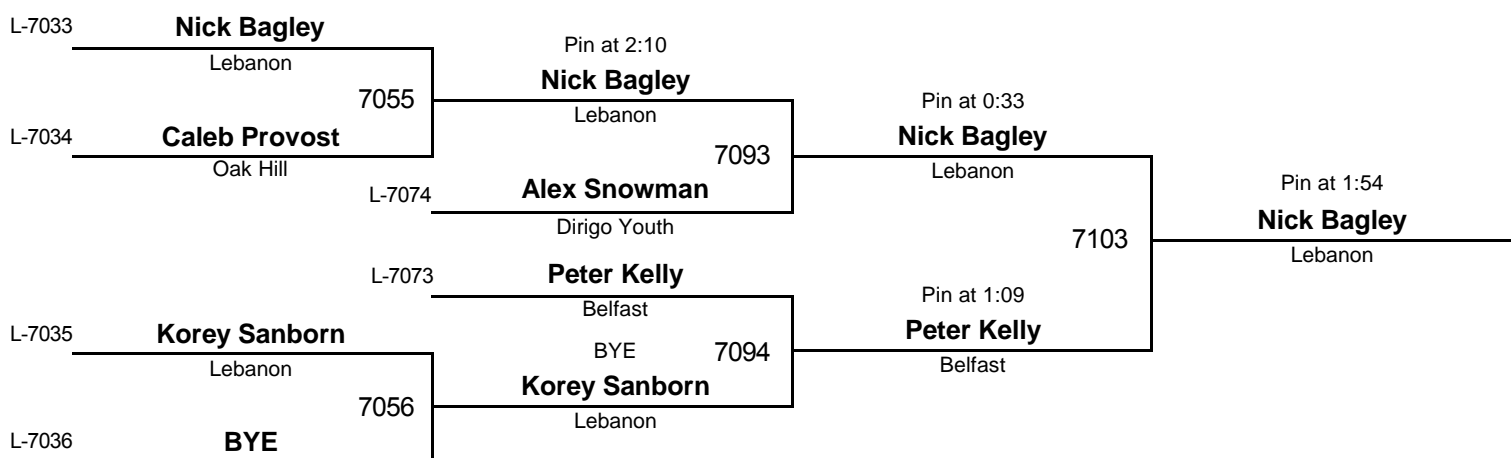 L-7033
Nick Bagley
Lebanon
7055
L-7034
Caleb Provost
Oak Hill
Pin at 2:10
Nick Bagley
Lebanon
7093
L-7074
Alex Snowman
Dirigo Youth
Pin at 0:33
Nick Bagley
Lebanon
7103
Pin at 1:54
Nick Bagley
Lebanon
L-7073
Peter Kelly
Belfast
7094
Pin at 1:09
Peter Kelly
Belfast
L-7035
Korey Sanborn
Lebanon
7056
BYE
Korey Sanborn
Lebanon
L-7036
BYE